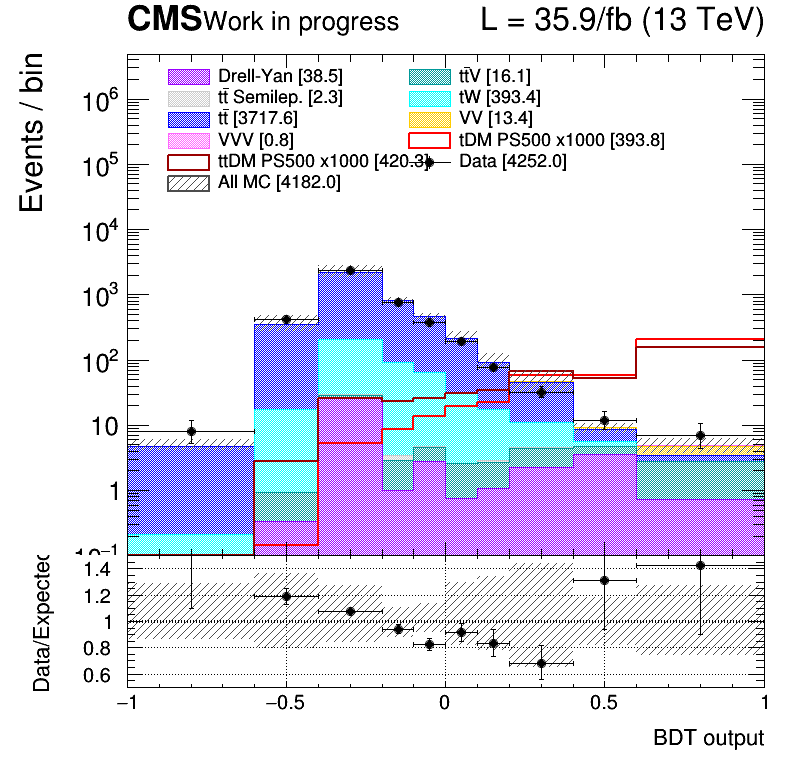 CMS Work in progress L = 35.9/fb (13 TeV)
Events / bin
Drell-Yan [38.5] tt̄V [16.1]
tt̄ Semilep. [2.3] tW [393.4]
tt̄ [3717.6] VV [13.4]
VVV [0.8] tDM PS500 x1000 [393.8]
ttDM PS500 x1000 [420.3] Data [4252.0]
All MC [4182.0]
10⁶
10⁵
10⁴
10³
10²
10
1
10⁻¹
Data/Expected
1.4
1.2
1
0.8
0.6
−1 −0.5 0 0.5 1
BDT output